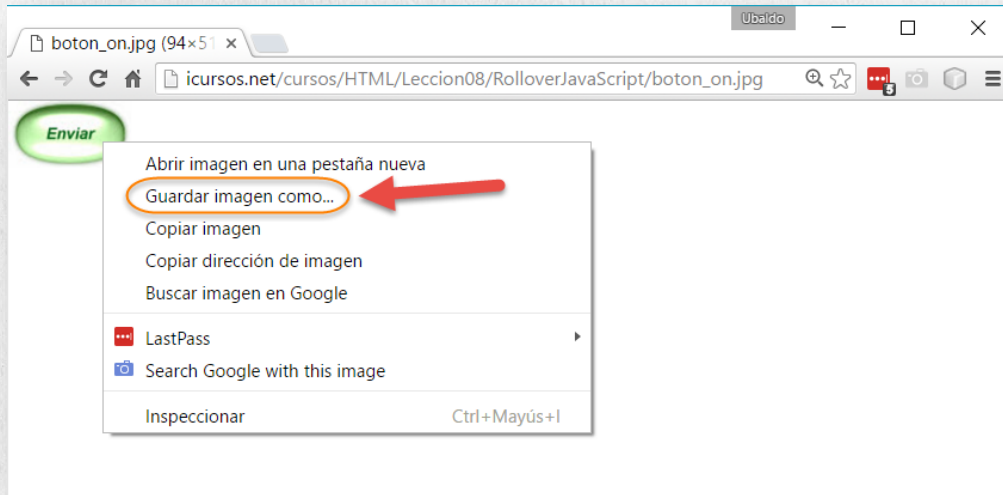 Ubaldo
boton_on.jpg (94×51
icursos.net/cursos/HTML/Leccion08/RolloverJavaScript/boton_on.jpg
5
Enviar
Abrir imagen en una pestaña nueva
Guardar imagen como...
Copiar imagen
Copiar dirección de imagen
Buscar imagen en Google
LastPass
Search Google with this image
Inspeccionar Ctrl+Mayús+I